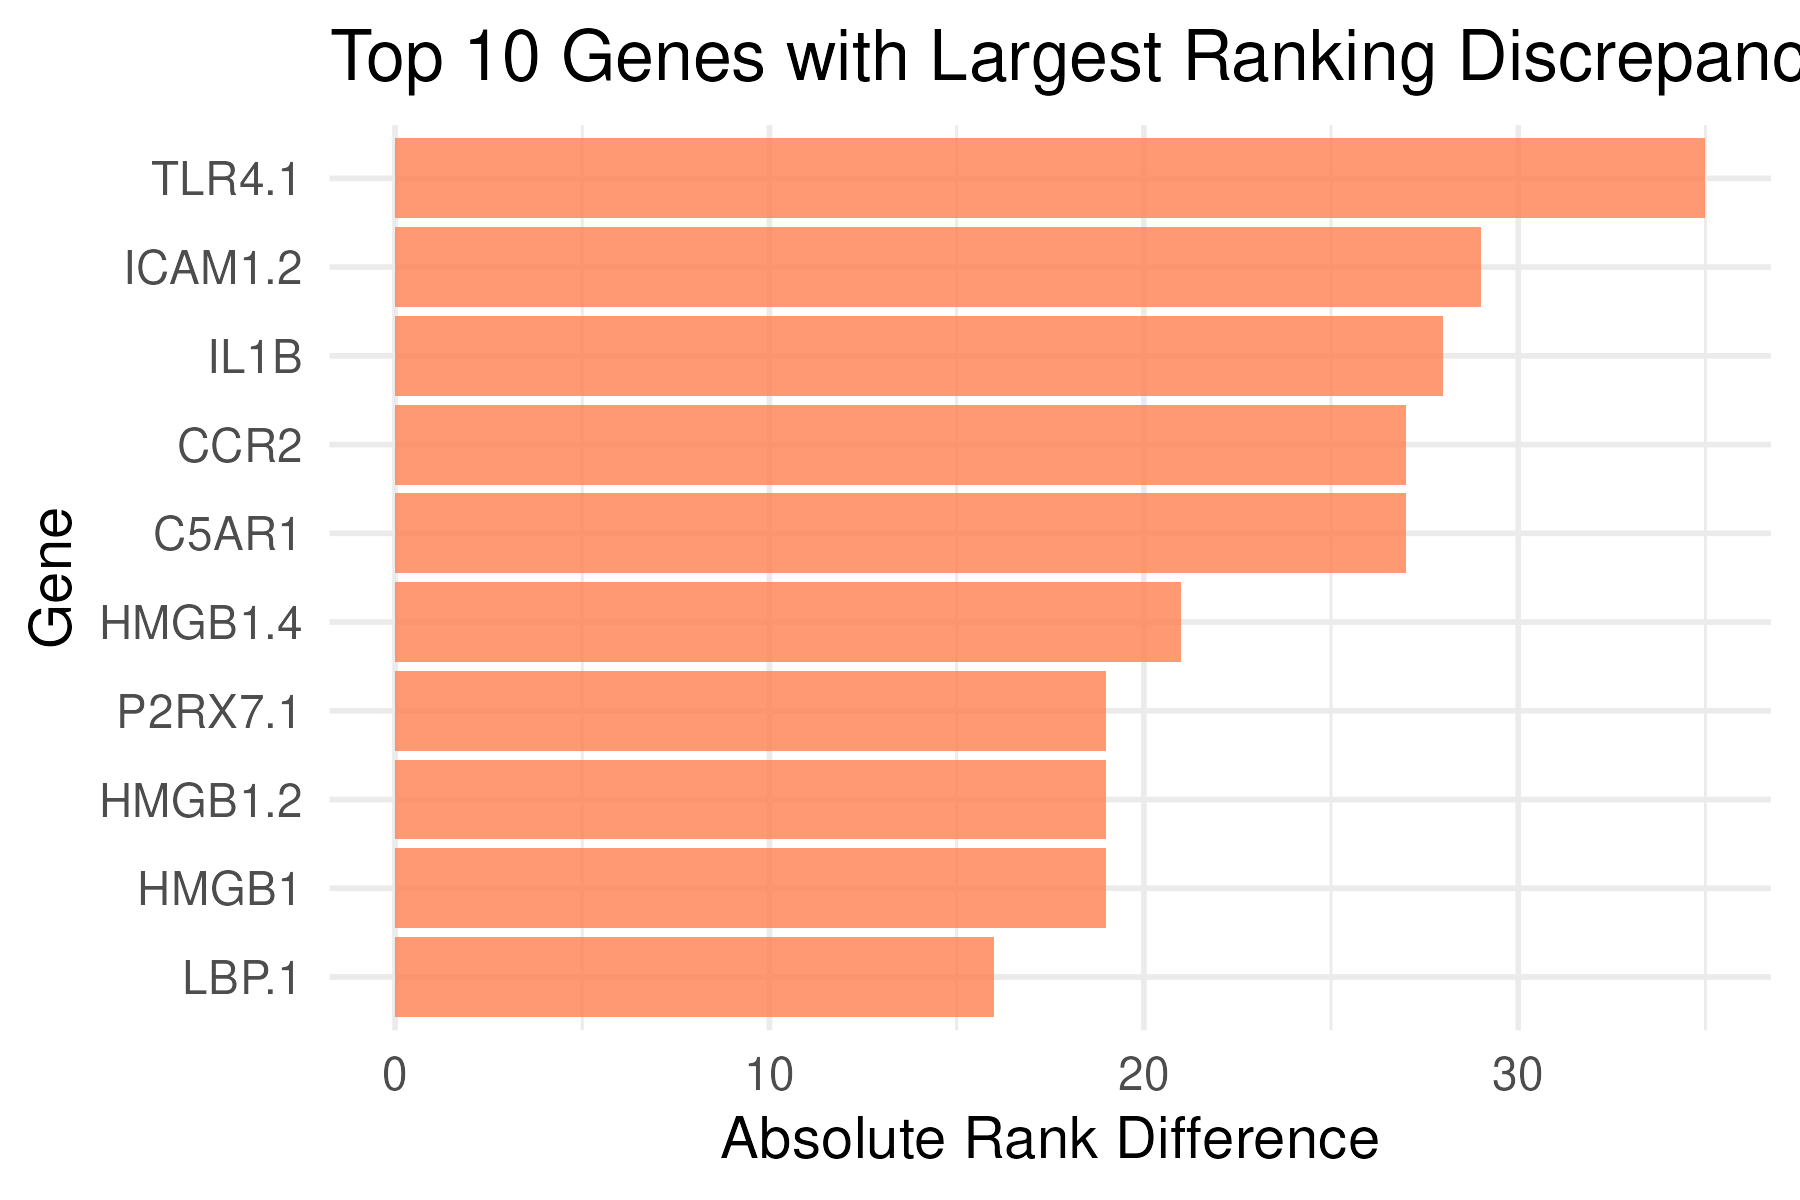 Top 10 Genes with Largest Ranking Discrepanc
TLR4.1
ICAM1.2
IL1B
CCR2
C5AR1
HMGB1.4
P2RX7.1
HMGB1.2
HMGB1
LBP.1
Gene
0 10 20 30
Absolute Rank Difference